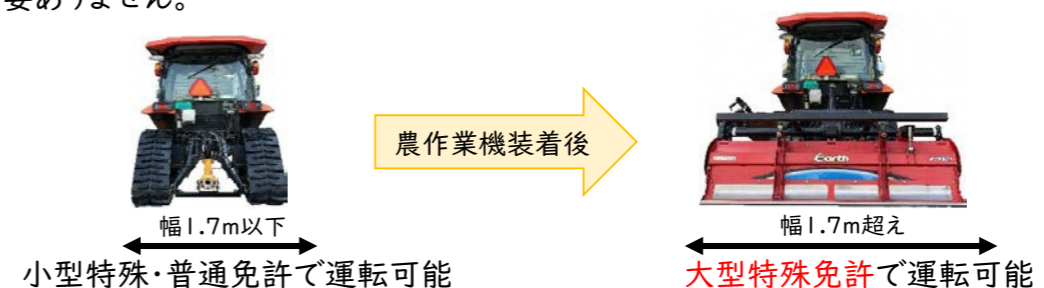 要ありません。
農作業機装着後
Earth
幅1.7m以下
幅1.7m超え
小型特殊・普通免許で運転可能
大型特殊免許で運転可能